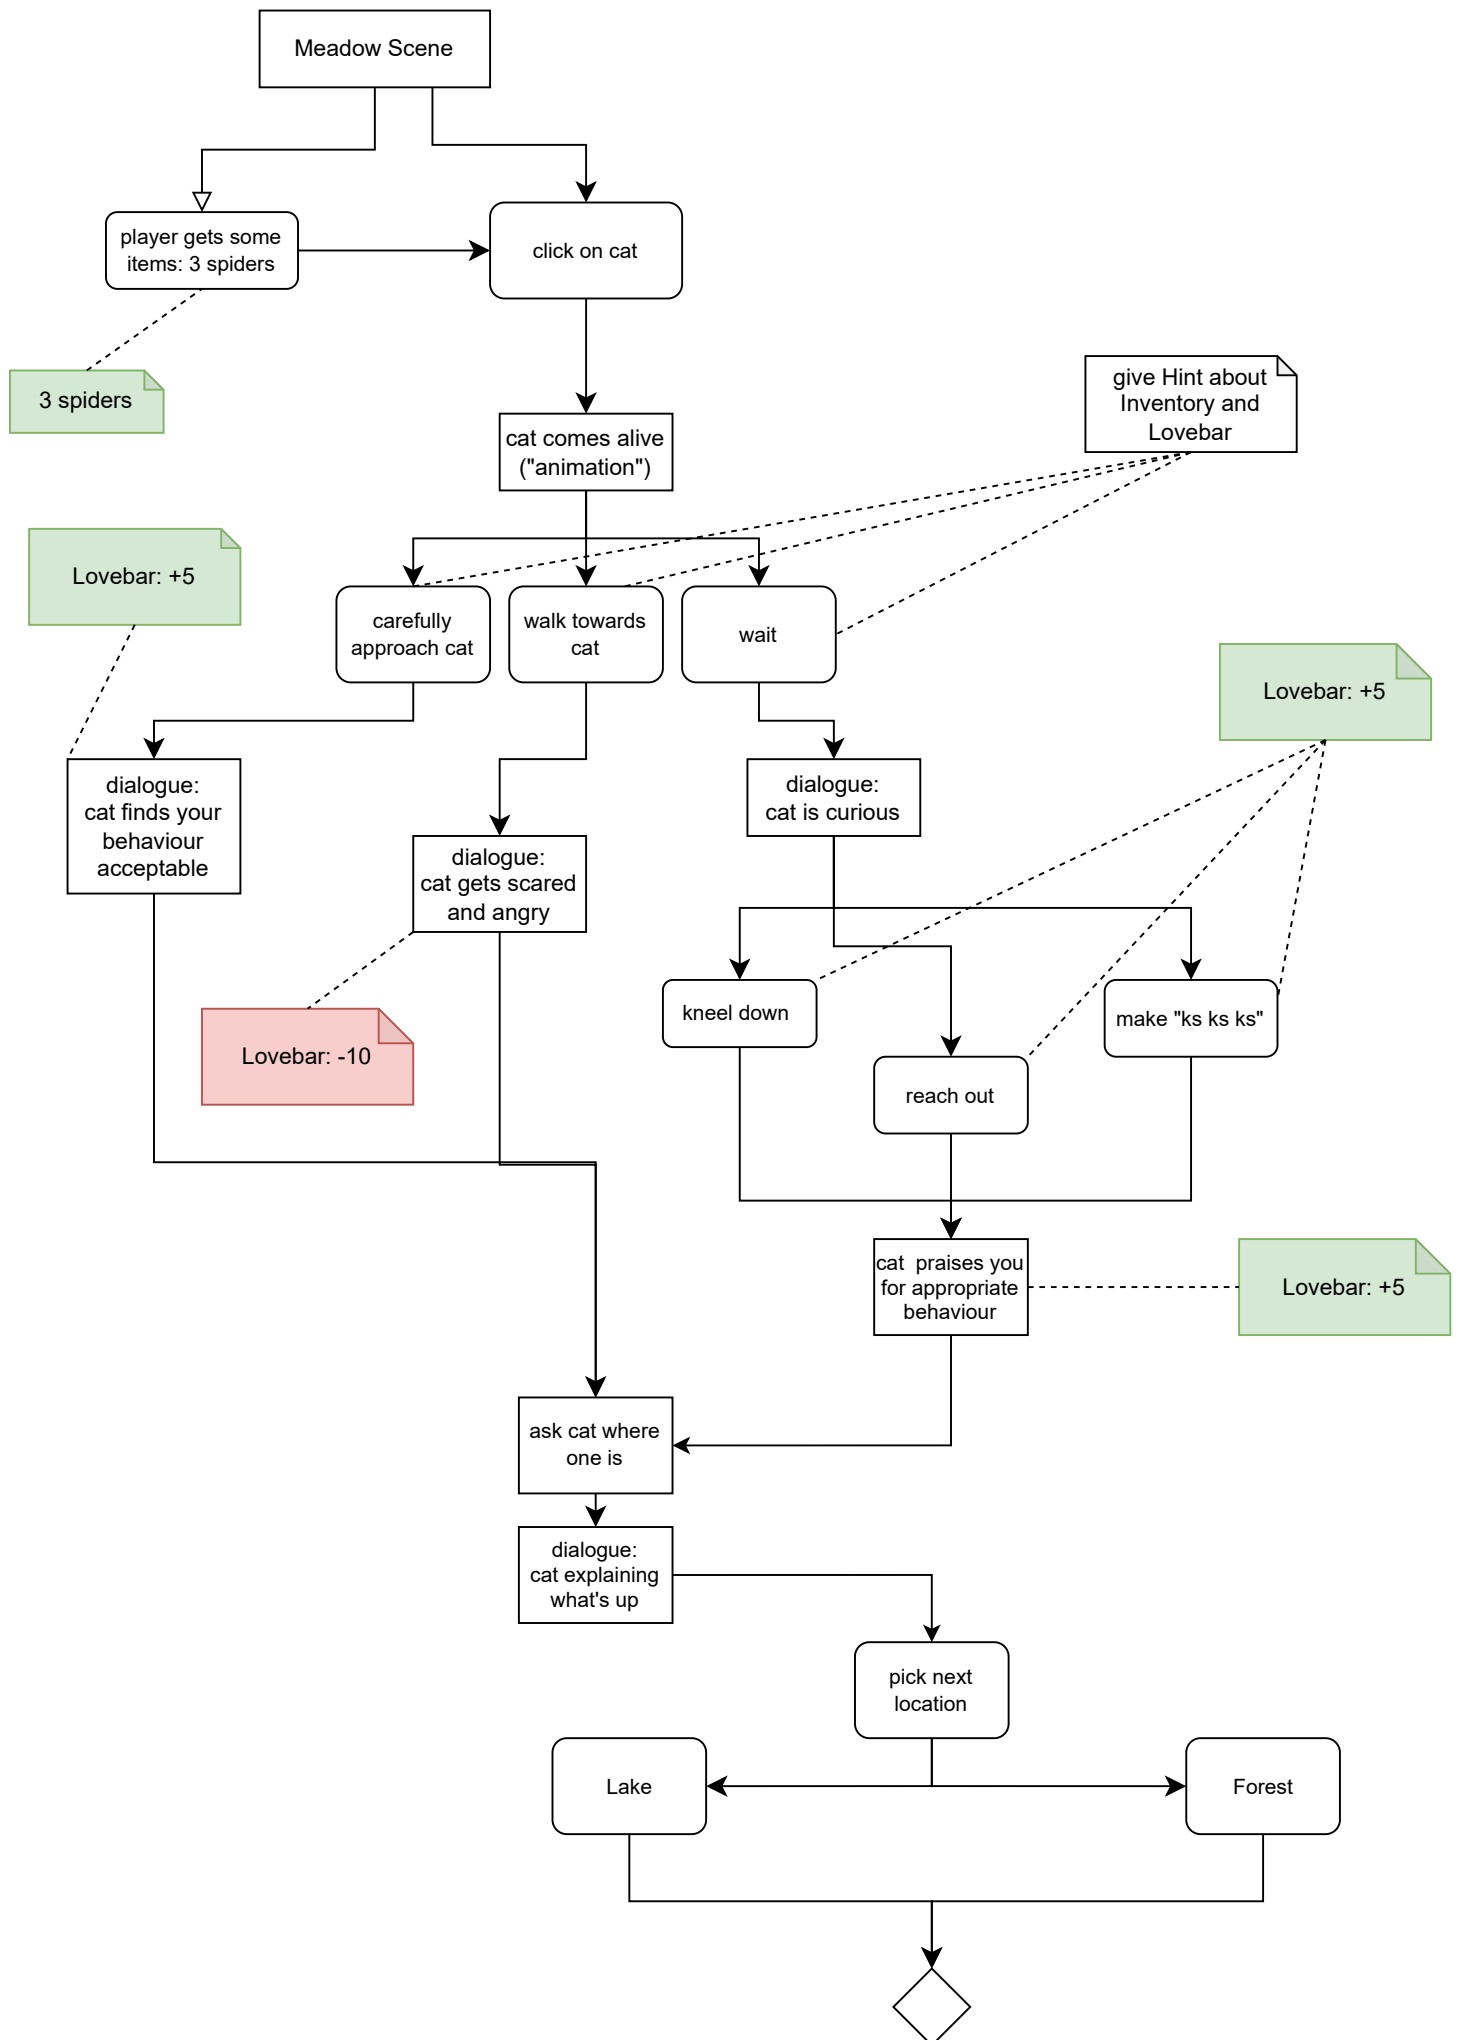 Meadow Scene
player gets some
items: 3 spiders
click on cat
3 spiders
give Hint about
Inventory and
Lovebar
cat comes alive
("animation")
Lovebar: +5
carefully
approach cat
walk towards
cat
wait
Lovebar: +5
dialogue:
cat finds your
behaviour
acceptable
dialogue:
cat is curious
dialogue:
cat gets scared
and angry
kneel down
make "ks ks ks"
Lovebar: -10
reach out
cat  praises you
for appropriate
behaviour
Lovebar: +5
ask cat where
one is
dialogue:
cat explaining
what's up
pick next
location
Lake
Forest